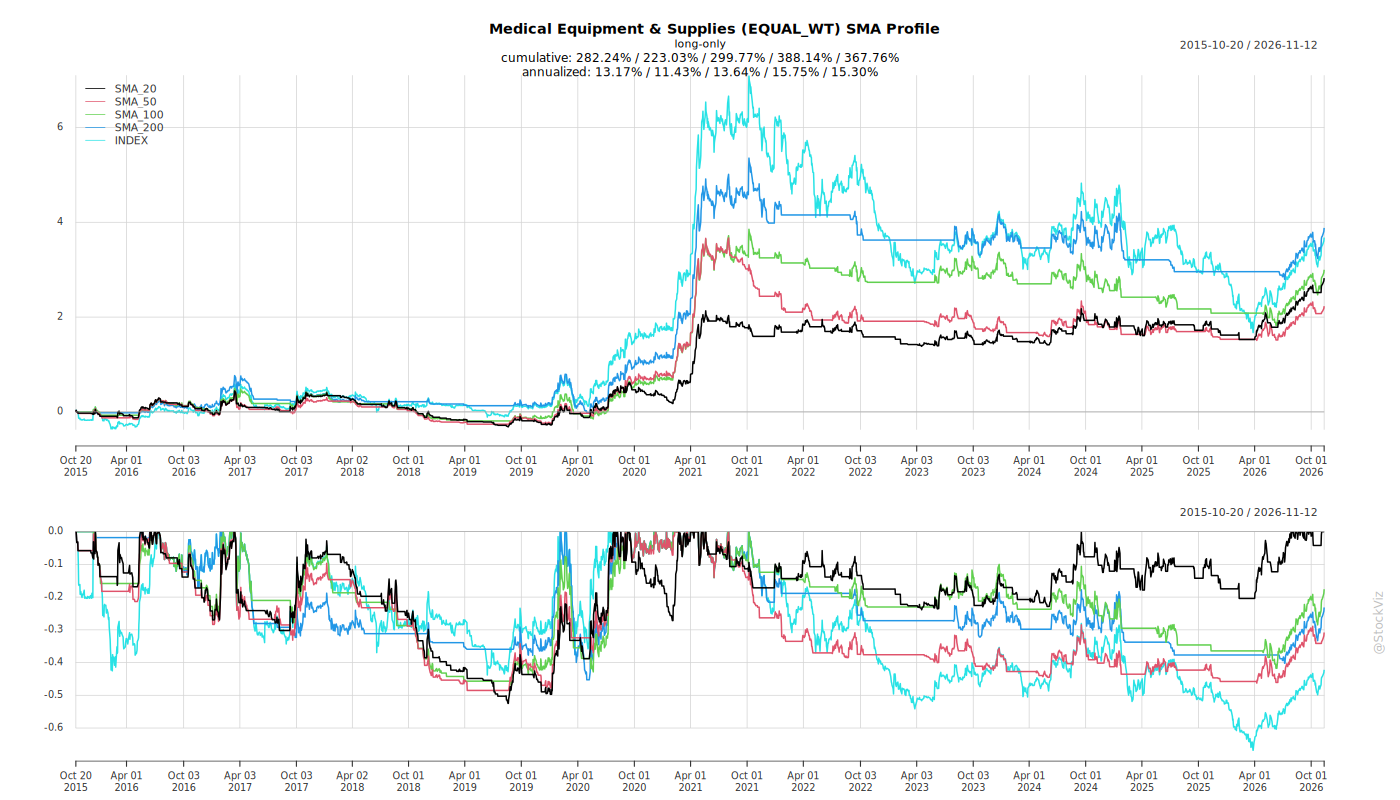 Medical Equipment & Supplies (EQUAL_WT) SMA Profile
long-only
cumulative: 282.24% / 223.03% / 299.77% / 388.14% / 367.76%
annualized: 13.17% / 11.43% / 13.64% / 15.75% / 15.30%
2015-10-20 / 2026-11-12
SMA_20
SMA_50
SMA_100
SMA_200
INDEX
6
4
2
0
Oct 20 Apr 01 Oct 03 Apr 03 Oct 03 Apr 02 Oct 01 Apr 01 Oct 01 Apr 01 Oct 01 Apr 01 Oct 01 Apr 01 Oct 03 Apr 03 Oct 03 Apr 01 Oct 01 Apr 01 Oct 01 Apr 01 Oct 01
2015 2016 2016 2017 2017 2018 2018 2019 2019 2020 2020 2021 2021 2022 2022 2023 2023 2024 2024 2025 2025 2026 2026
2015-10-20 / 2026-11-12
0.0
-0.1
-0.2
-0.3
-0.4
-0.5
-0.6
Oct 20 Apr 01 Oct 03 Apr 03 Oct 03 Apr 02 Oct 01 Apr 01 Oct 01 Apr 01 Oct 01 Apr 01 Oct 01 Apr 01 Oct 03 Apr 03 Oct 03 Apr 01 Oct 01 Apr 01 Oct 01 Apr 01 Oct 01
2015 2016 2016 2017 2017 2018 2018 2019 2019 2020 2020 2021 2021 2022 2022 2023 2023 2024 2024 2025 2025 2026 2026
@StockViz